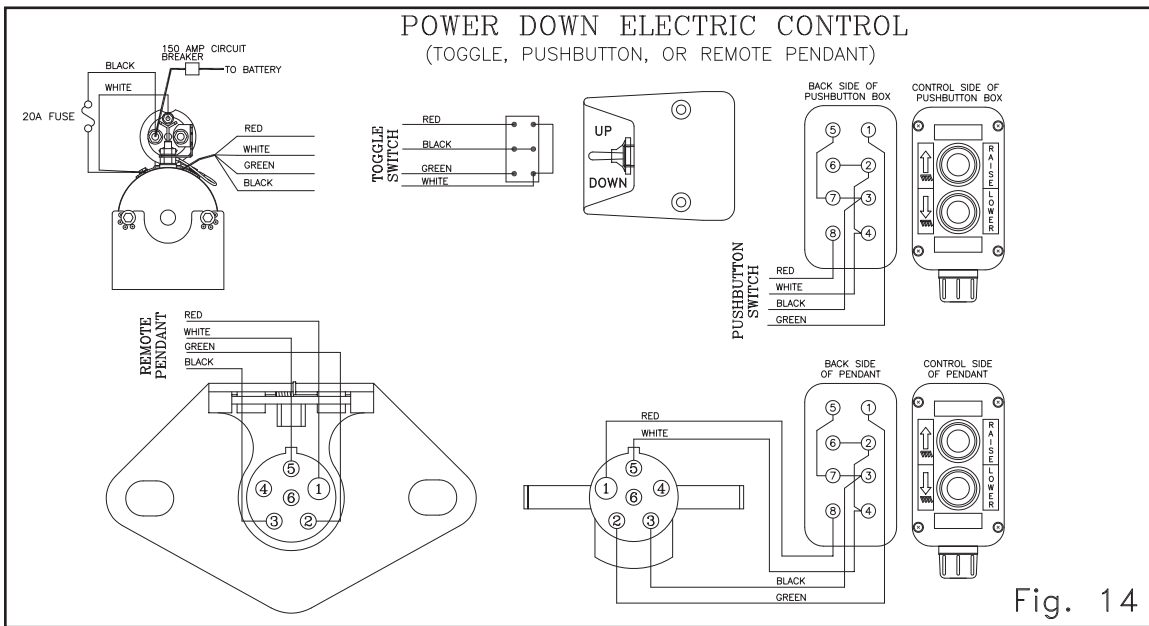 POWER DOWN ELECTRIC CONTROL
(TOGGLE, PUSHBUTTON, OR REMOTE PENDANT)
150 AMP CIRCUIT
BREAKER
TO BATTERY
BLACK
WHITE
20A FUSE
RED
WHITE
GREEN
BLACK
TOGGLE
SWITCH
RED
BLACK
GREEN
WHITE
UP
DOWN
BACK SIDE OF
PUSHBUTTON BOX
5 1
6 2
7 3
8 4
CONTROL SIDE OF
PUSHBUTTON BOX
RAISE
LOWER
PUSHBUTTON
SWITCH
RED
WHITE
BLACK
GREEN
REMOTE
PENDANT
RED
WHITE
GREEN
BLACK
5
4 6 1
3 2
RED
WHITE
5
1 6 4
2 3
BLACK
GREEN
BACK SIDE
OF PENDANT
5 1
6 2
7 3
8 4
CONTROL SIDE
OF PENDANT
RAISE
LOWER
Fig. 14